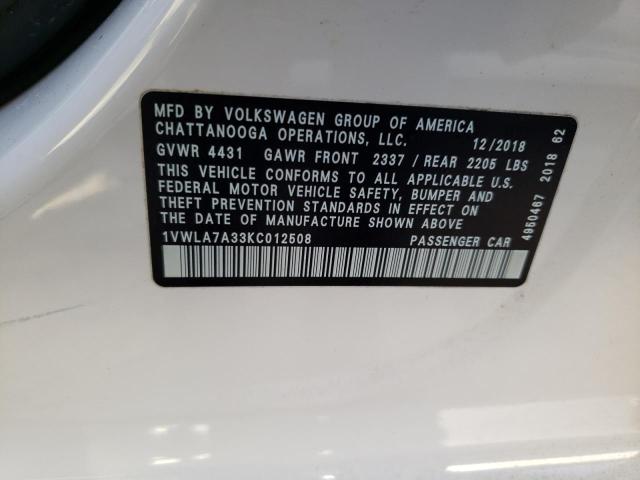 MFD BY VOLKSWAGEN GROUP OF AMERICA
CHATTANOOGA OPERATIONS, LLC. 12/2018
GVWR 4431 GAWR FRONT 2337 / REAR 2205 LBS
THIS VEHICLE CONFORMS TO ALL APPLICABLE U.S.
FEDERAL MOTOR VEHICLE SAFETY, BUMPER AND
THEFT PREVENTION STANDARDS IN EFFECT ON
THE DATE OF MANUFACTURE SHOWN ABOVE
1VWLA7A33KC012508 PASSENGER CAR
4950467 2018 62